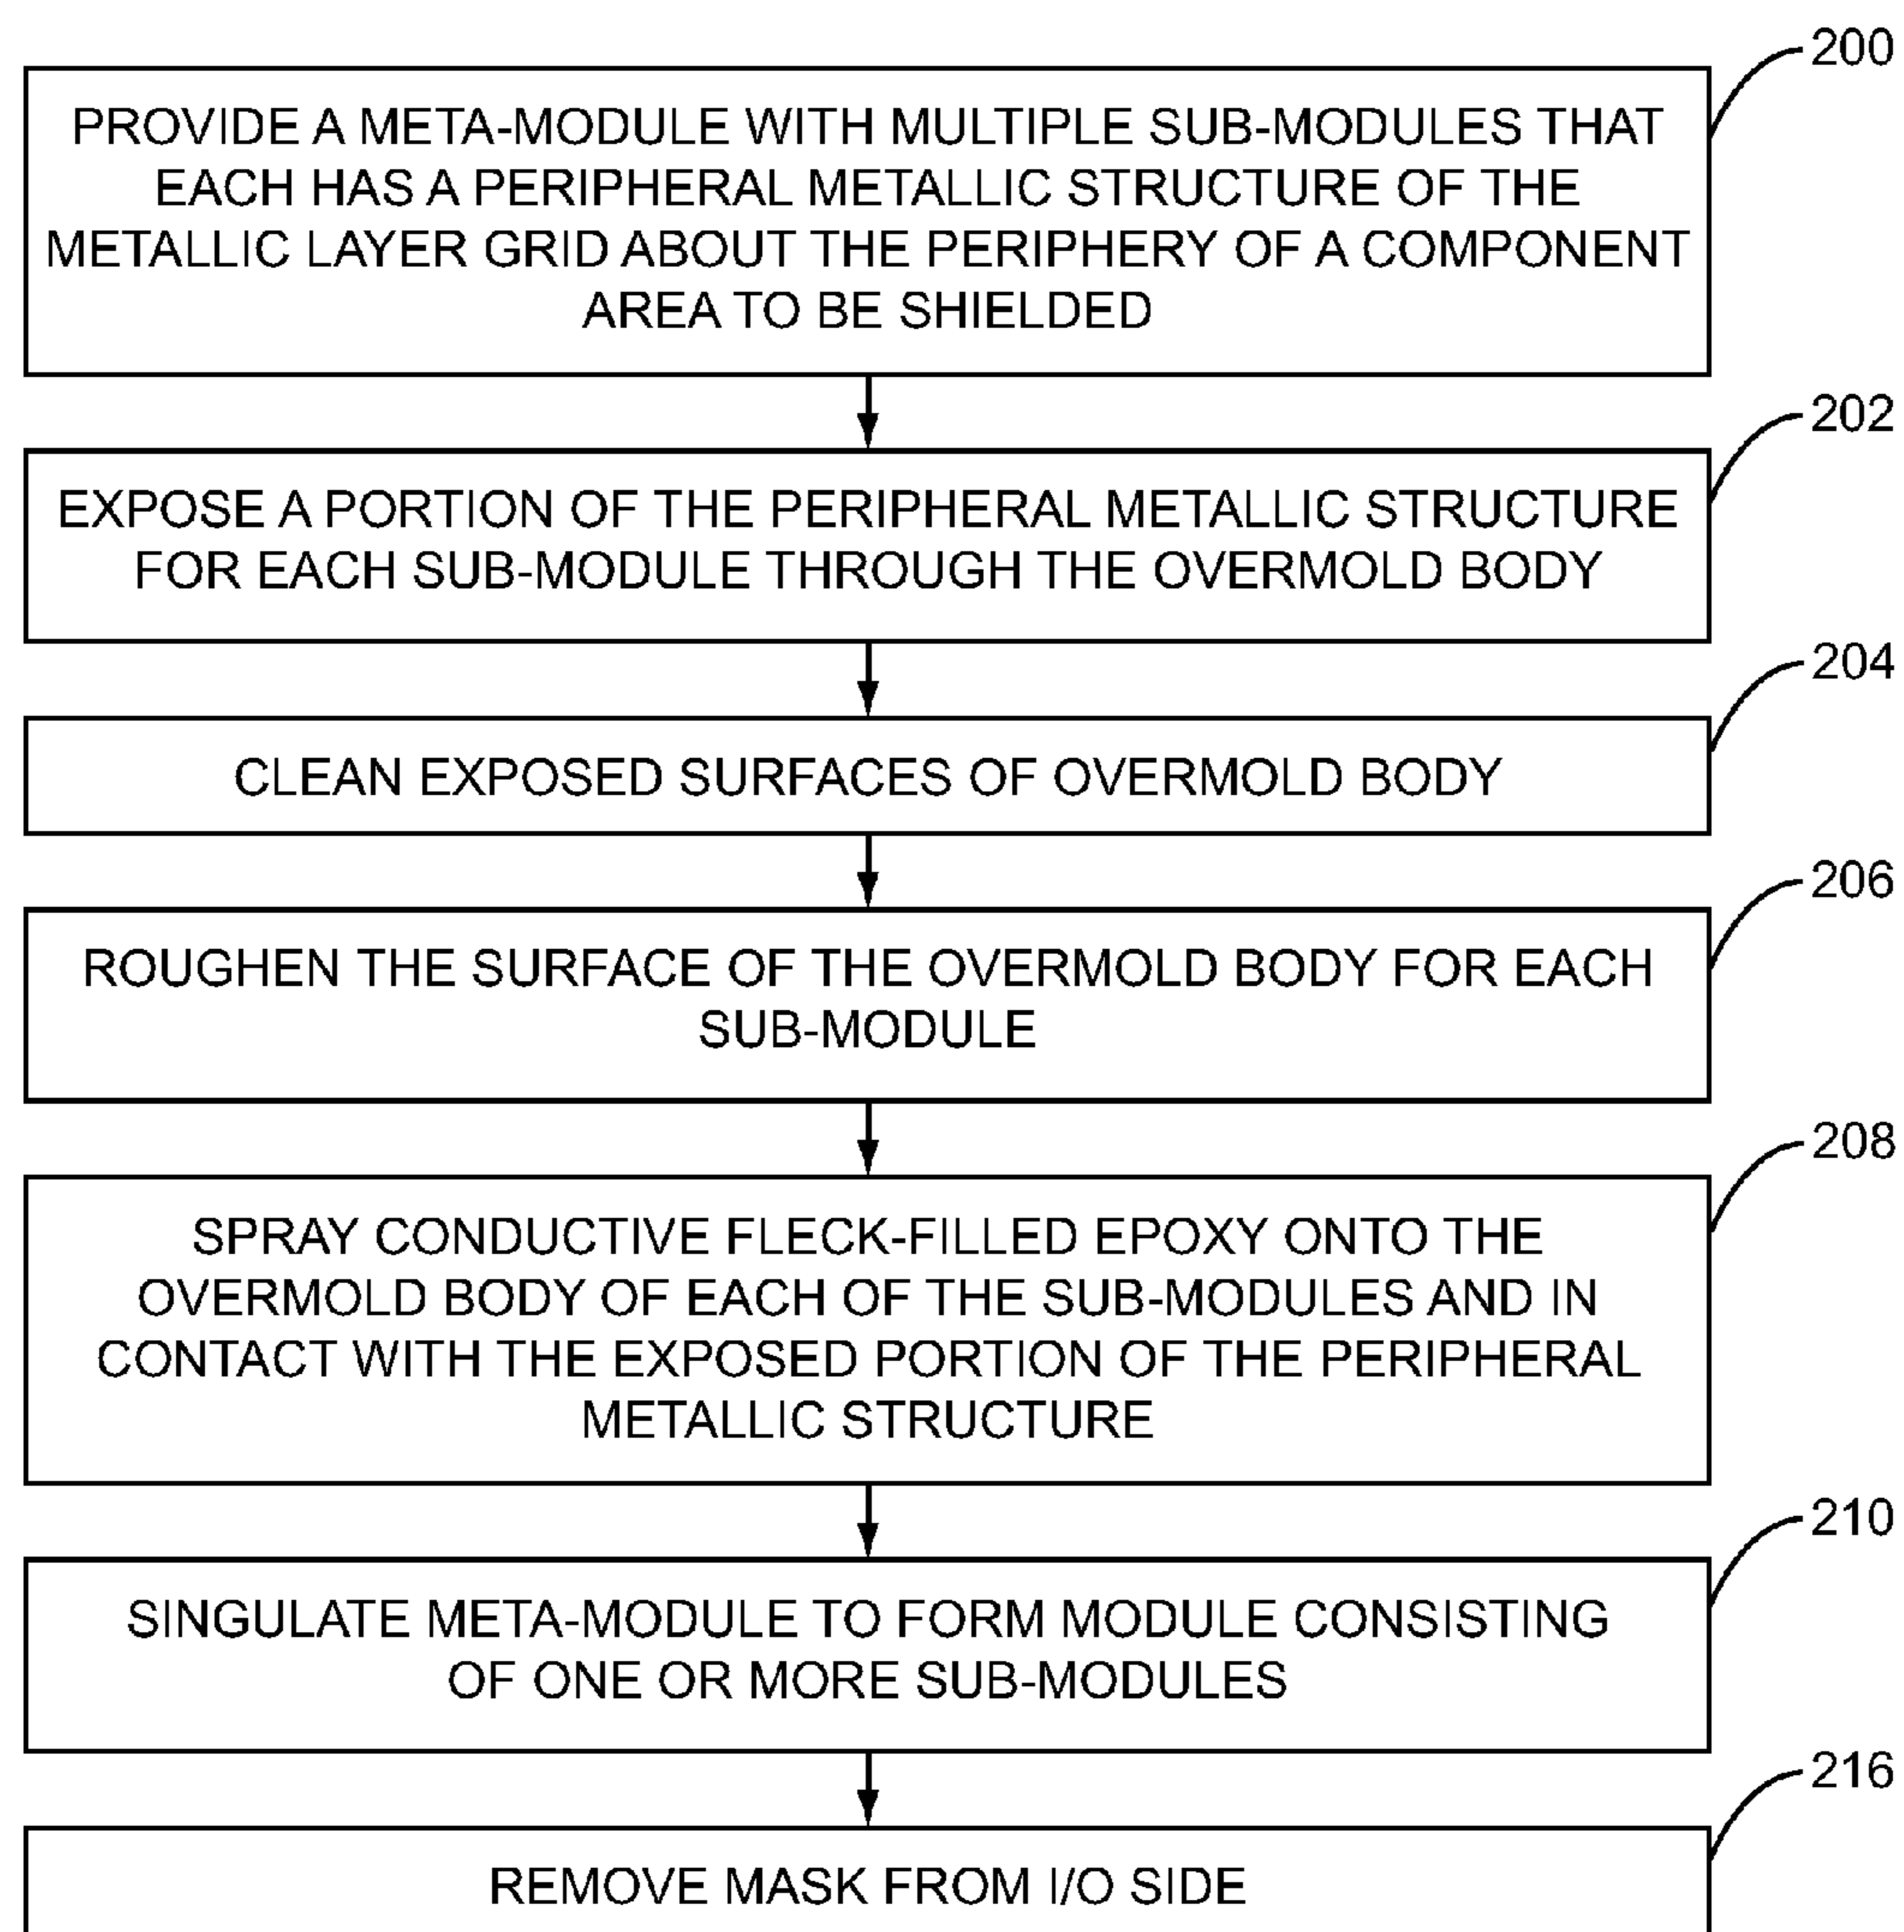 200
PROVIDE A META-MODULE WITH MULTIPLE SUB-MODULES THAT
EACH HAS A PERIPHERAL METALLIC STRUCTURE OF THE
METALLIC LAYER GRID ABOUT THE PERIPHERY OF A COMPONENT
AREA TO BE SHIELDED
202
EXPOSE A PORTION OF THE PERIPHERAL METALLIC STRUCTURE
FOR EACH SUB-MODULE THROUGH THE OVERMOLD BODY
204
CLEAN EXPOSED SURFACES OF OVERMOLD BODY
206
ROUGHEN THE SURFACE OF THE OVERMOLD BODY FOR EACH
SUB-MODULE
208
SPRAY CONDUCTIVE FLECK-FILLED EPOXY ONTO THE
OVERMOLD BODY OF EACH OF THE SUB-MODULES AND IN
CONTACT WITH THE EXPOSED PORTION OF THE PERIPHERAL
METALLIC STRUCTURE
210
SINGULATE META-MODULE TO FORM MODULE CONSISTING
OF ONE OR MORE SUB-MODULES
216
REMOVE MASK FROM I/O SIDE